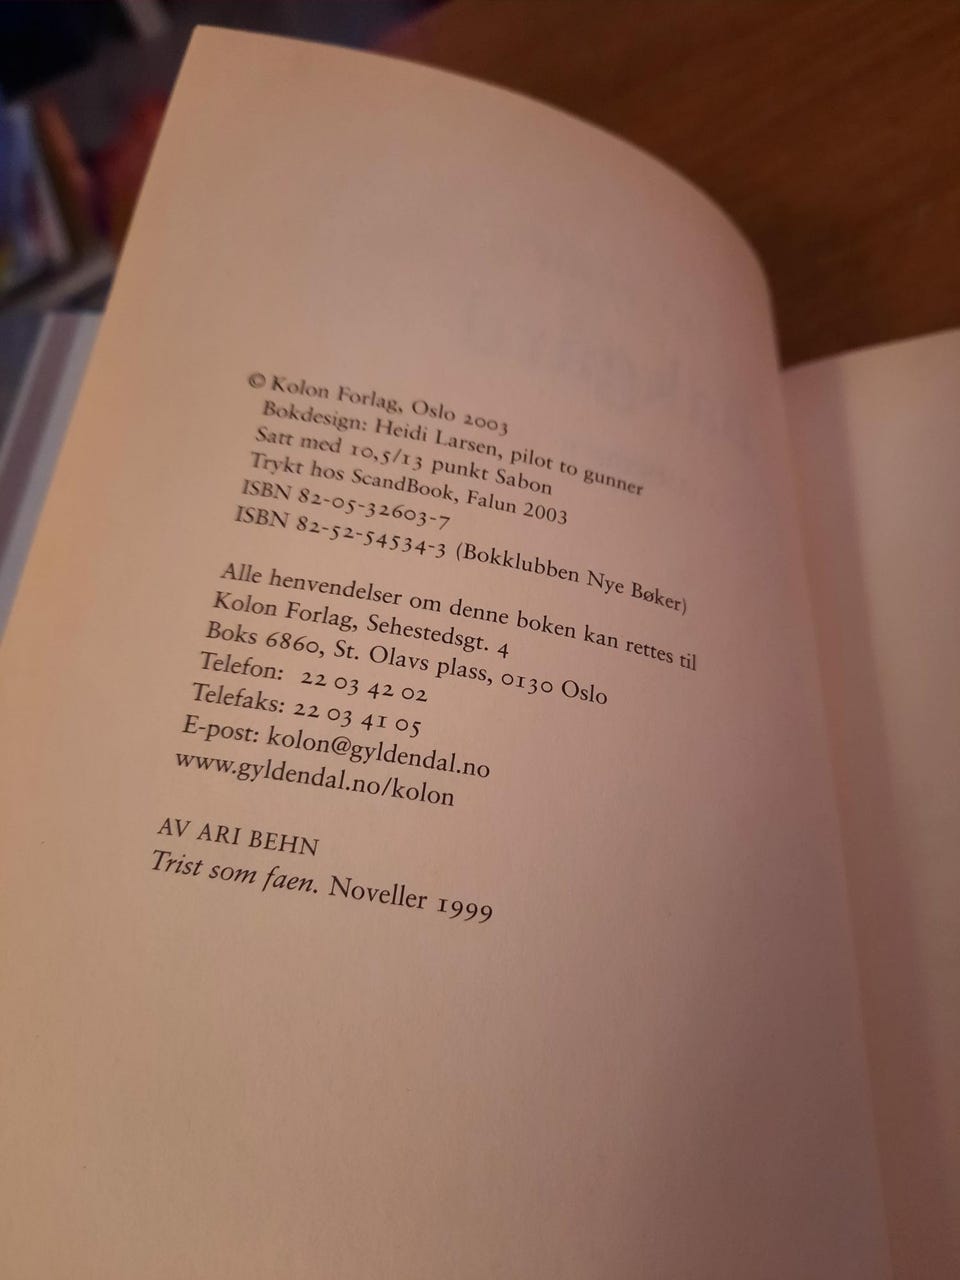 © Kolon Forlag, Oslo 2003
Bokdesign: Heidi Larsen, pilot to gunner
Satt med 10,5/13 punkt Sabon
Trykt hos ScandBook, Falun 2003
ISBN 82-05-32603-7
ISBN 82-52-54534-3 (Bokklubben Nye Bøker)
Alle henvendelser om denne boken kan rettes til
Kolon Forlag, Sehestedsgt. 4
Boks 6860, St. Olavs plass, 0130 Oslo
Telefon: 22 03 42 02
Telefaks: 22 03 41 05
E-post: kolon@gyldendal.no
www.gyldendal.no/kolon
AV ARI BEHN
Trist som faen. Noveller 1999